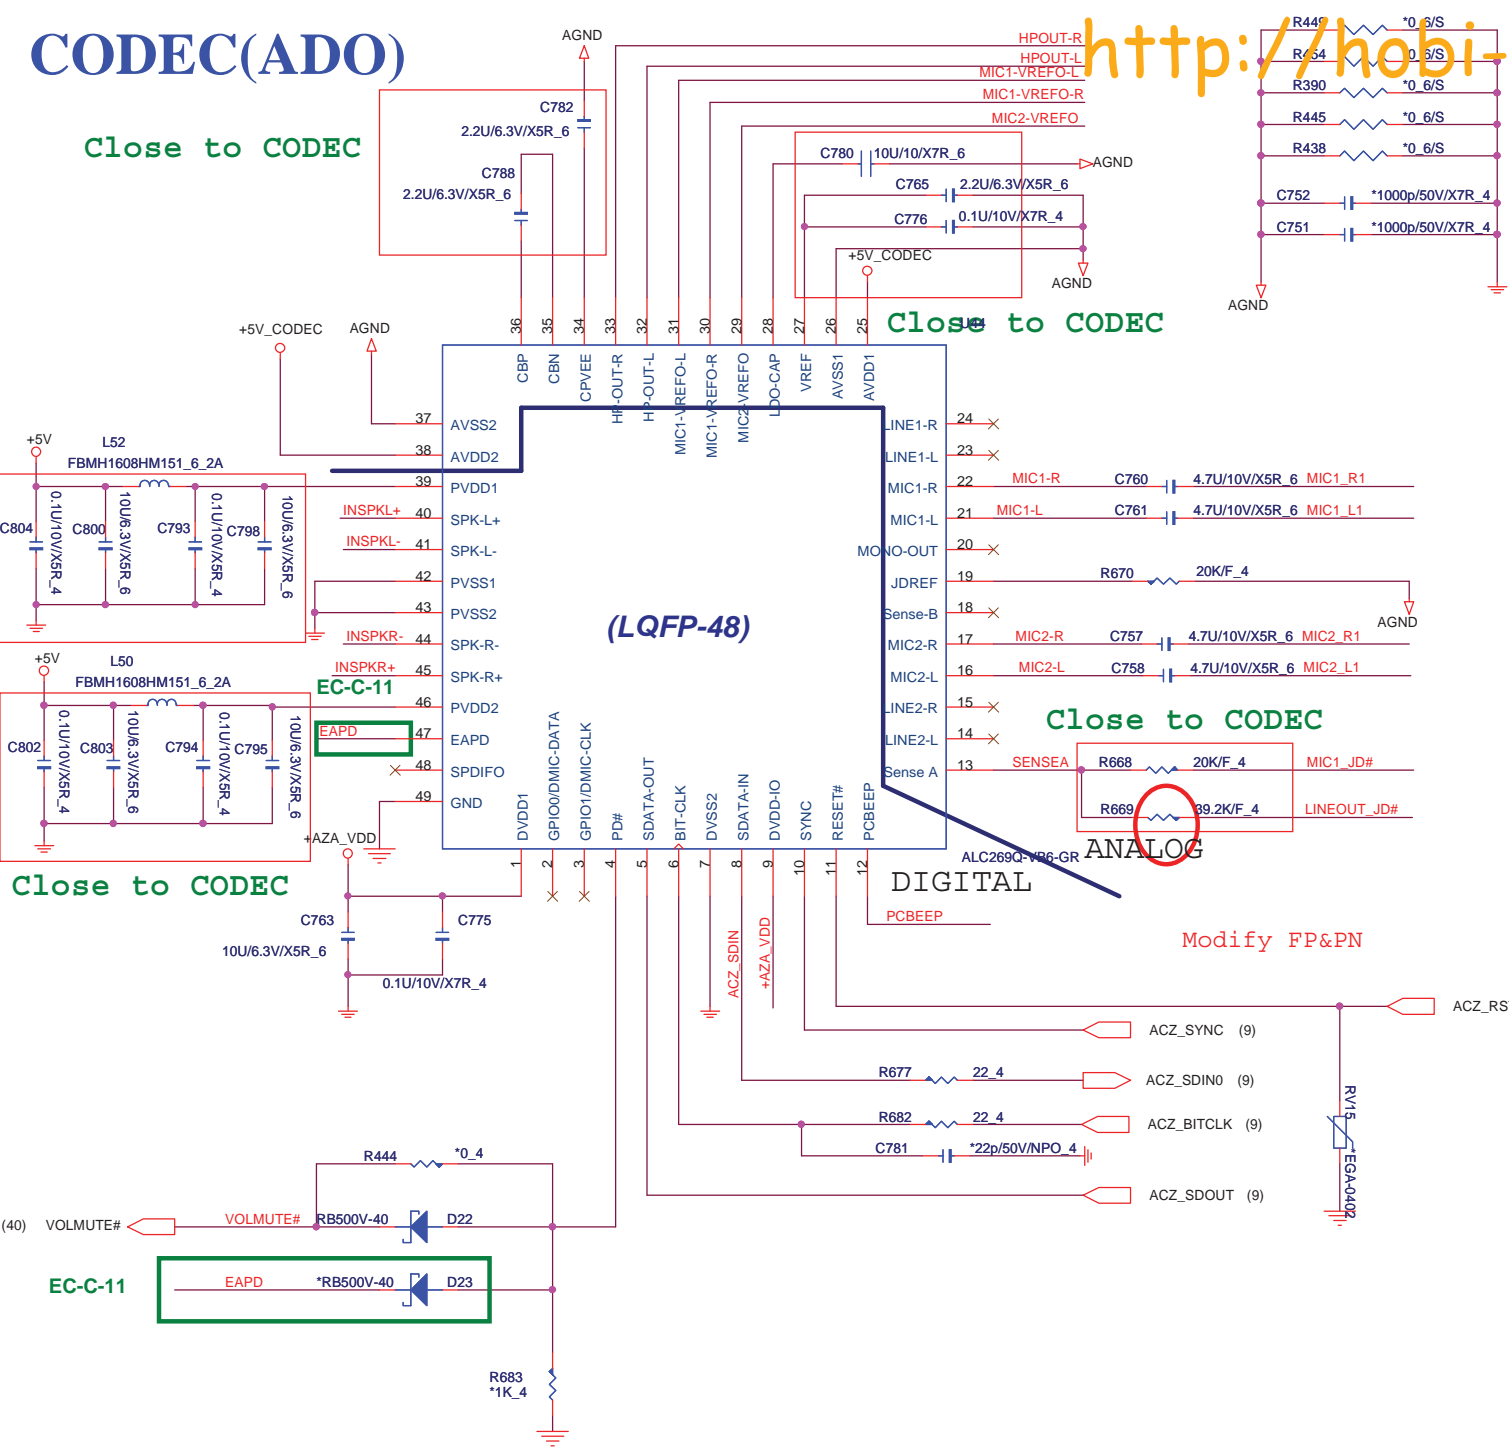 CODEC(ADO)
http://hobi-
AGND
HPOUT-R
HPOUT-L
MIC1-VREFO-L
MIC1-VREFO-R
MIC2-VREFO
R449 *0_6/S
R454 *0_6/S
R390 *0_6/S
R445 *0_6/S
R438 *0_6/S
C752 *1000p/50V/X7R_4
C751 *1000p/50V/X7R_4
AGND
Close to CODEC
C782
2.2U/6.3V/X5R_6
C788
2.2U/6.3V/X5R_6
C780 10U/10/X7R_6 AGND
C765 2.2U/6.3V/X5R_6
C776 0.1U/10V/X7R_4
+5V_CODEC
AGND
Close to CODEC
U44
+5V_CODEC AGND
36 35 34 33 32 31 30 29 28 27 26 25
CBP
CBN
CPVEE
HP-OUT-R
HP-OUT-L
MIC1-VREFO-L
MIC1-VREFO-R
MIC2-VREFO
LDO-CAP
VREF
AVSS1
AVDD1
37 AVSS2
38 AVDD2
39 PVDD1
INSPKL+ 40 SPK-L+
INSPKL- 41 SPK-L-
42 PVSS1
43 PVSS2
INSPKR- 44 SPK-R-
INSPKR+ 45 SPK-R+
46 PVDD2
EC-C-11
EAPD 47 EAPD
48 SPDIFO
49 GND
(LQFP-48)
LINE1-R 24
LINE1-L 23
MIC1-R 22 MIC1-R C760 4.7U/10V/X5R_6 MIC1_R1
MIC1-L 21 MIC1-L C761 4.7U/10V/X5R_6 MIC1_L1
MONO-OUT 20
JDREF 19 R670 20K/F_4
AGND
Sense-B 18
MIC2-R 17 MIC2-R C757 4.7U/10V/X5R_6 MIC2_R1
MIC2-L 16 MIC2-L C758 4.7U/10V/X5R_6 MIC2_L1
LINE2-R 15
LINE2-L 14
Close to CODEC
Sense A 13 SENSEA R668 20K/F_4 MIC1_JD#
R669 39.2K/F_4 LINEOUT_JD#
+5V
L52
FBMH1608HM151_6_2A
C804 0.1U/10V/X5R_4
C800 10U/6.3V/X5R_6
C793 0.1U/10V/X5R_4
C798 10U/6.3V/X5R_6
+5V
L50
FBMH1608HM151_6_2A
C802 0.1U/10V/X5R_4
C803 10U/6.3V/X5R_6
C794 0.1U/10V/X5R_4
C795 10U/6.3V/X5R_6
Close to CODEC
+AZA_VDD
DVDD1
GPIO0/DMIC-DATA
GPIO1/DMIC-CLK
PD#
SDATA-OUT
BIT-CLK
DVSS2
SDATA-IN
DVDD-IO
SYNC
RESET#
PCBEEP
1 2 3 4 5 6 7 8 9 10 11 12
ALC269Q-VB6-GR
ANALOG
DIGITAL
C763
10U/6.3V/X5R_6
C775
0.1U/10V/X7R_4
ACZ_SDIN
+AZA_VDD
PCBEEP
Modify FP&PN
ACZ_RS
ACZ_SYNC (9)
R677 22_4 ACZ_SDIN0 (9)
R682 22_4 ACZ_BITCLK (9)
C781 *22p/50V/NPO_4
ACZ_SDOUT (9)
RV15
*EGA-0402
R444 *0_4
(40) VOLMUTE# VOLMUTE# RB500V-40 D22
EC-C-11
EAPD *RB500V-40 D23
R683
*1K_4